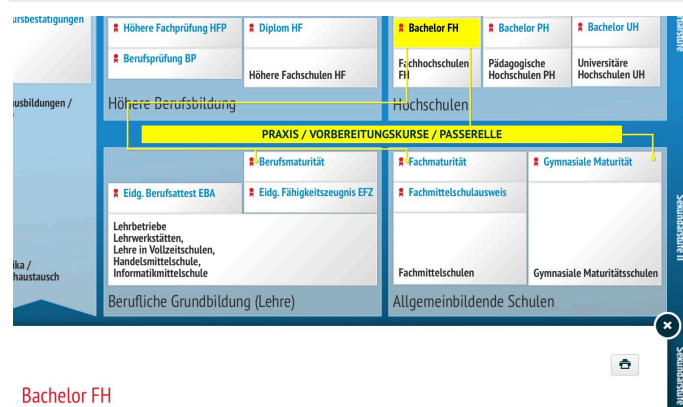 ursbestätigungen
Höhere Fachprüfung HFP
Diplom HF
Bachelor FH
Bachelor PH
Bachelor UH
Berufsprüfung BP
Höhere Fachschulen HF
Fachhochschulen
FH
Pädagogische
Hochschulen PH
Universitäre
Hochschulen UH
usbildungen /
Höhere Berufsbildung
Hochschulen
PRAXIS / VORBEREITUNGSKURSE / PASSERELLE
Berufsmaturität
Fachmaturität
Gymnasiale Maturität
Eidg. Berufsattest EBA
Eidg. Fähigkeitszeugnis EFZ
Fachmittelschulausweis
Lehrbetriebe
Lehrwerkstätten,
Lehre in Vollzeitschulen,
Handelsmittelschule,
Informatikmittelschule
ika /
haustausch
Fachmittelschulen
Gymnasiale Maturitätsschulen
Berufliche Grundbildung (Lehre)
Allgemeinbildende Schulen
Sekundarstufe II
Sekundarstufe
Bachelor FH